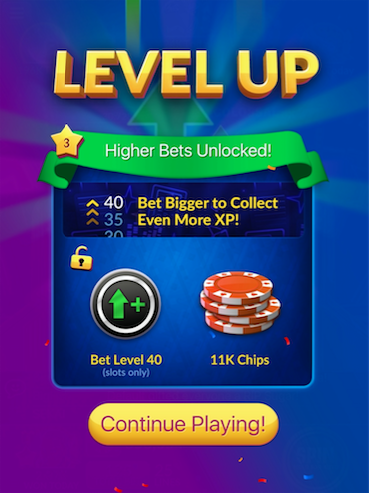 LEVEL UP
3
Higher Bets Unlocked!
40 Bet Bigger to Collect
35 Even More XP!
30
+
Bet Level 40
(slots only)
11K Chips
Continue Playing!